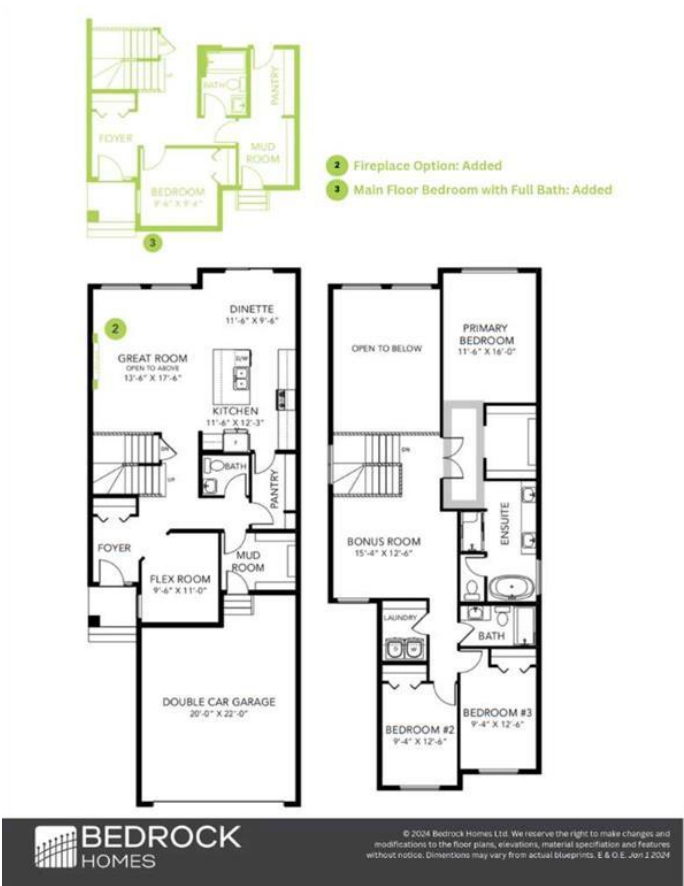 BATH
PANTRY
FOYER
MUD
ROOM
BEDROOM
9'-6" X 9'-6"
3
2 Fireplace Option: Added
3 Main Floor Bedroom with Full Bath: Added
DINETTE
11'-6" X 9'-6"
2
GREAT ROOM
OPEN TO ABOVE
13'-6" X 17'-6"
D/W
KITCHEN
11'-6" X 12'-3"
DN
UP
BATH
PANTRY
FOYER
MUD
ROOM
FLEX ROOM
9'-6" X 11'-0"
DOUBLE CAR GARAGE
20'-0" X 22'-0"
OPEN TO BELOW
PRIMARY
BEDROOM
11'-6" X 16'-0"
DN
ENSUITE
BONUS ROOM
15'-4" X 12'-6"
LAUNDRY
D W
BATH
BEDROOM #2
9'-4" X 12'-6"
BEDROOM #3
9'-4" X 12'-6"
BEDROCK
HOMES
© 2024 Bedrock Homes Ltd. We reserve the right to make changes and
modifications to the floor plans, elevations, material specifiation and features
without notice. Dimentions may vary from actual blueprints. E & O.E. Jan 1 2024